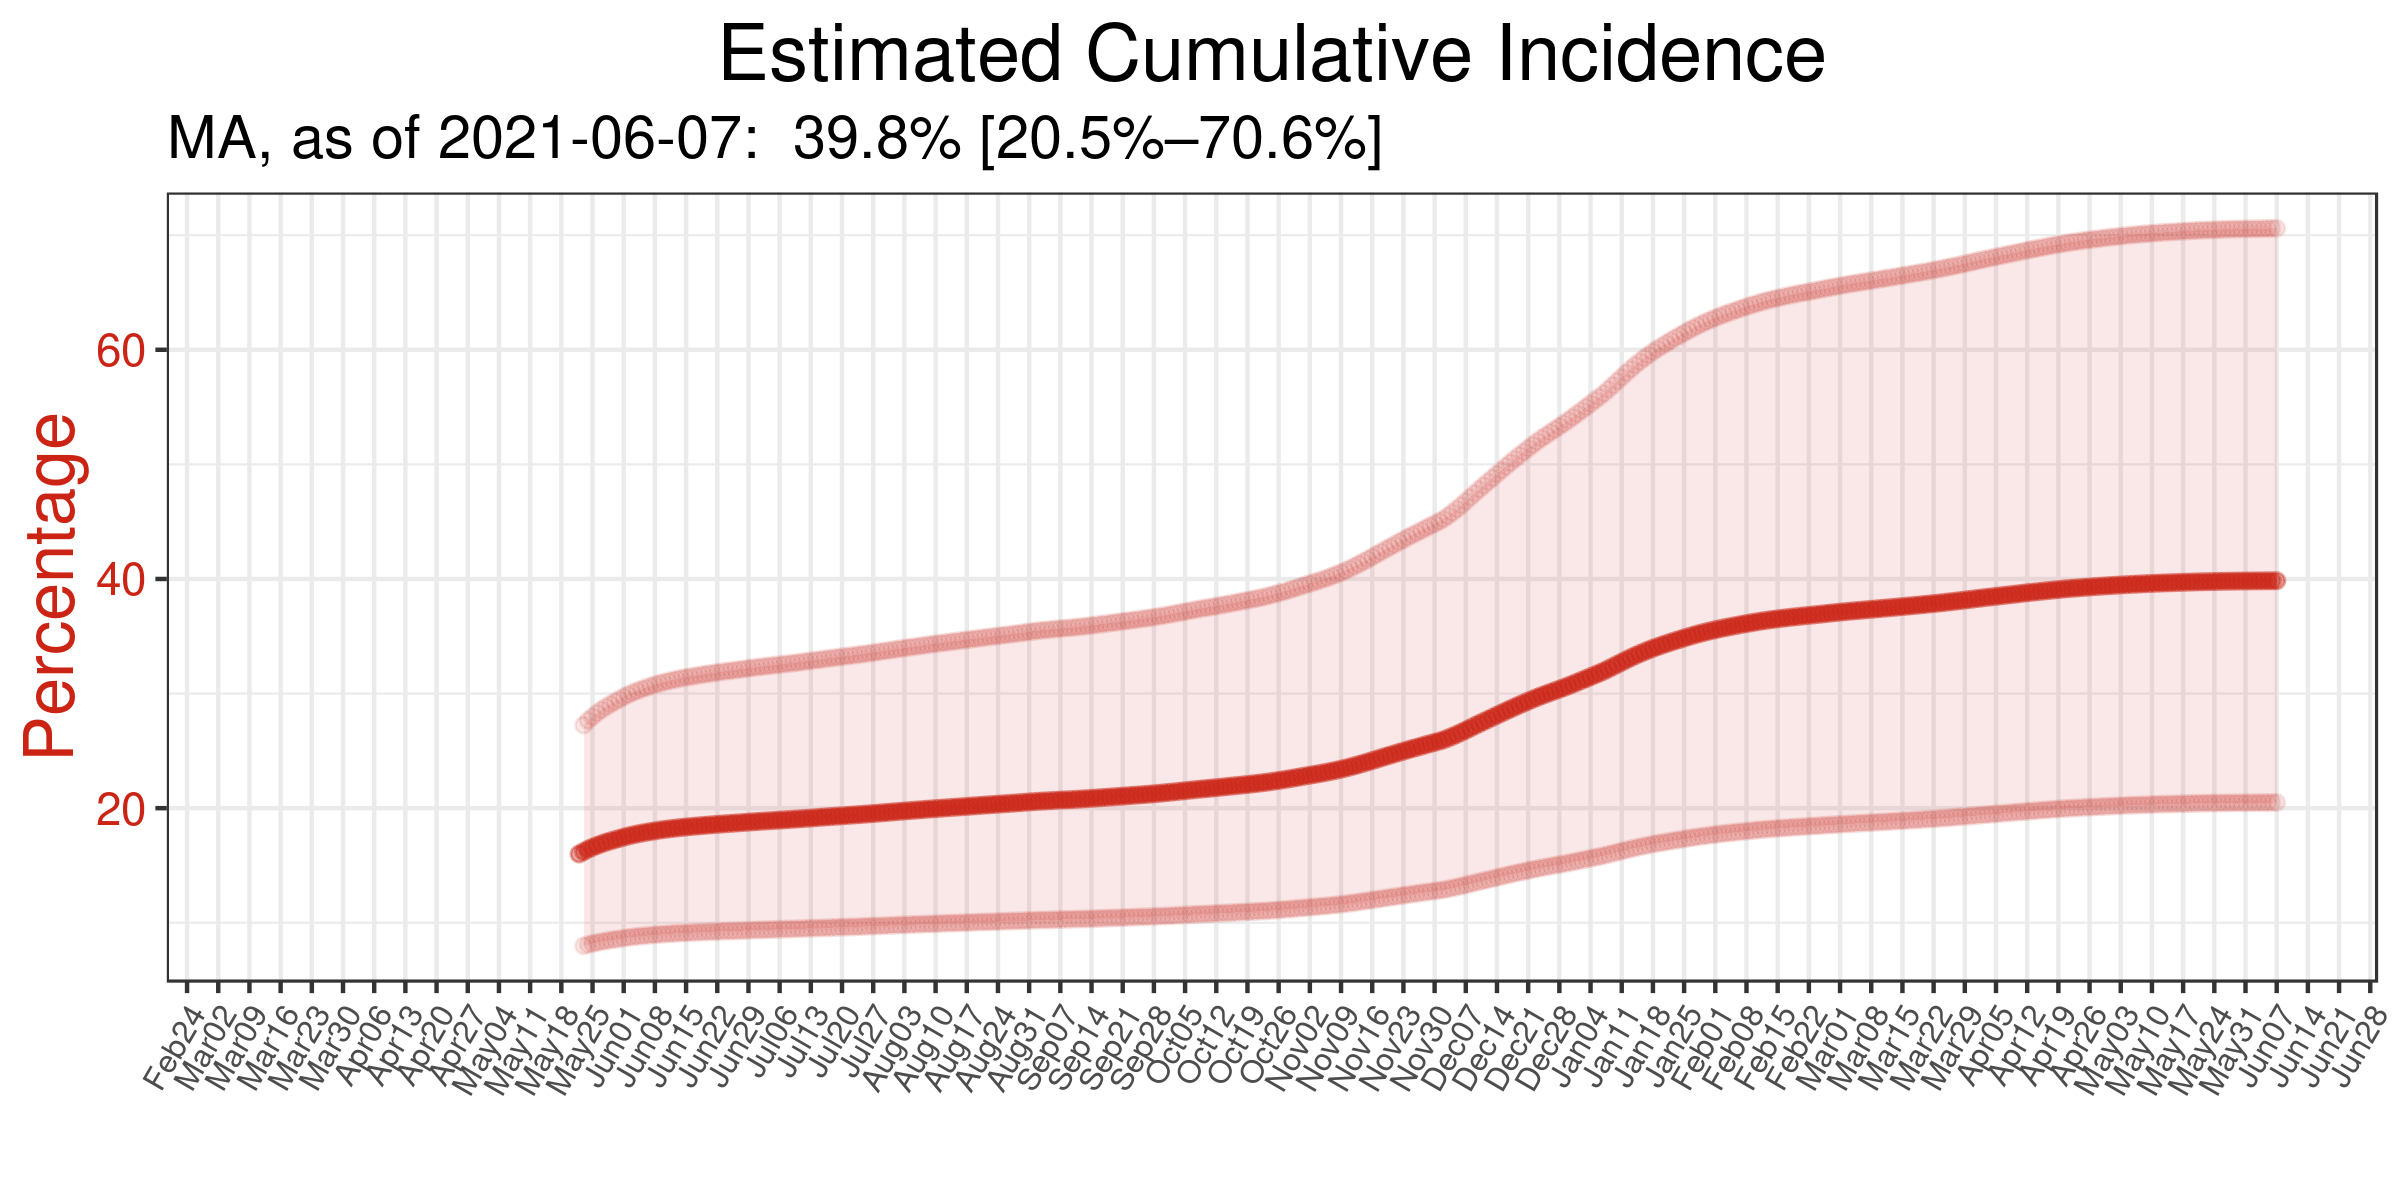 Estimated Cumulative Incidence
MA, as of 2021-06-07:  39.8% [20.5%–70.6%]
Percentage
60
40
20
Feb24
Mar02
Mar09
Mar16
Mar23
Mar30
Apr06
Apr13
Apr20
Apr27
May04
May11
May18
May25
Jun01
Jun08
Jun15
Jun22
Jun29
Jul06
Jul13
Jul20
Jul27
Aug03
Aug10
Aug17
Aug24
Aug31
Sep07
Sep14
Sep21
Sep28
Oct05
Oct12
Oct19
Oct26
Nov02
Nov09
Nov16
Nov23
Nov30
Dec07
Dec14
Dec21
Dec28
Jan04
Jan11
Jan18
Jan25
Feb01
Feb08
Feb15
Feb22
Mar01
Mar08
Mar15
Mar22
Mar29
Apr05
Apr12
Apr19
Apr26
May03
May10
May17
May24
May31
Jun07
Jun14
Jun21
Jun28